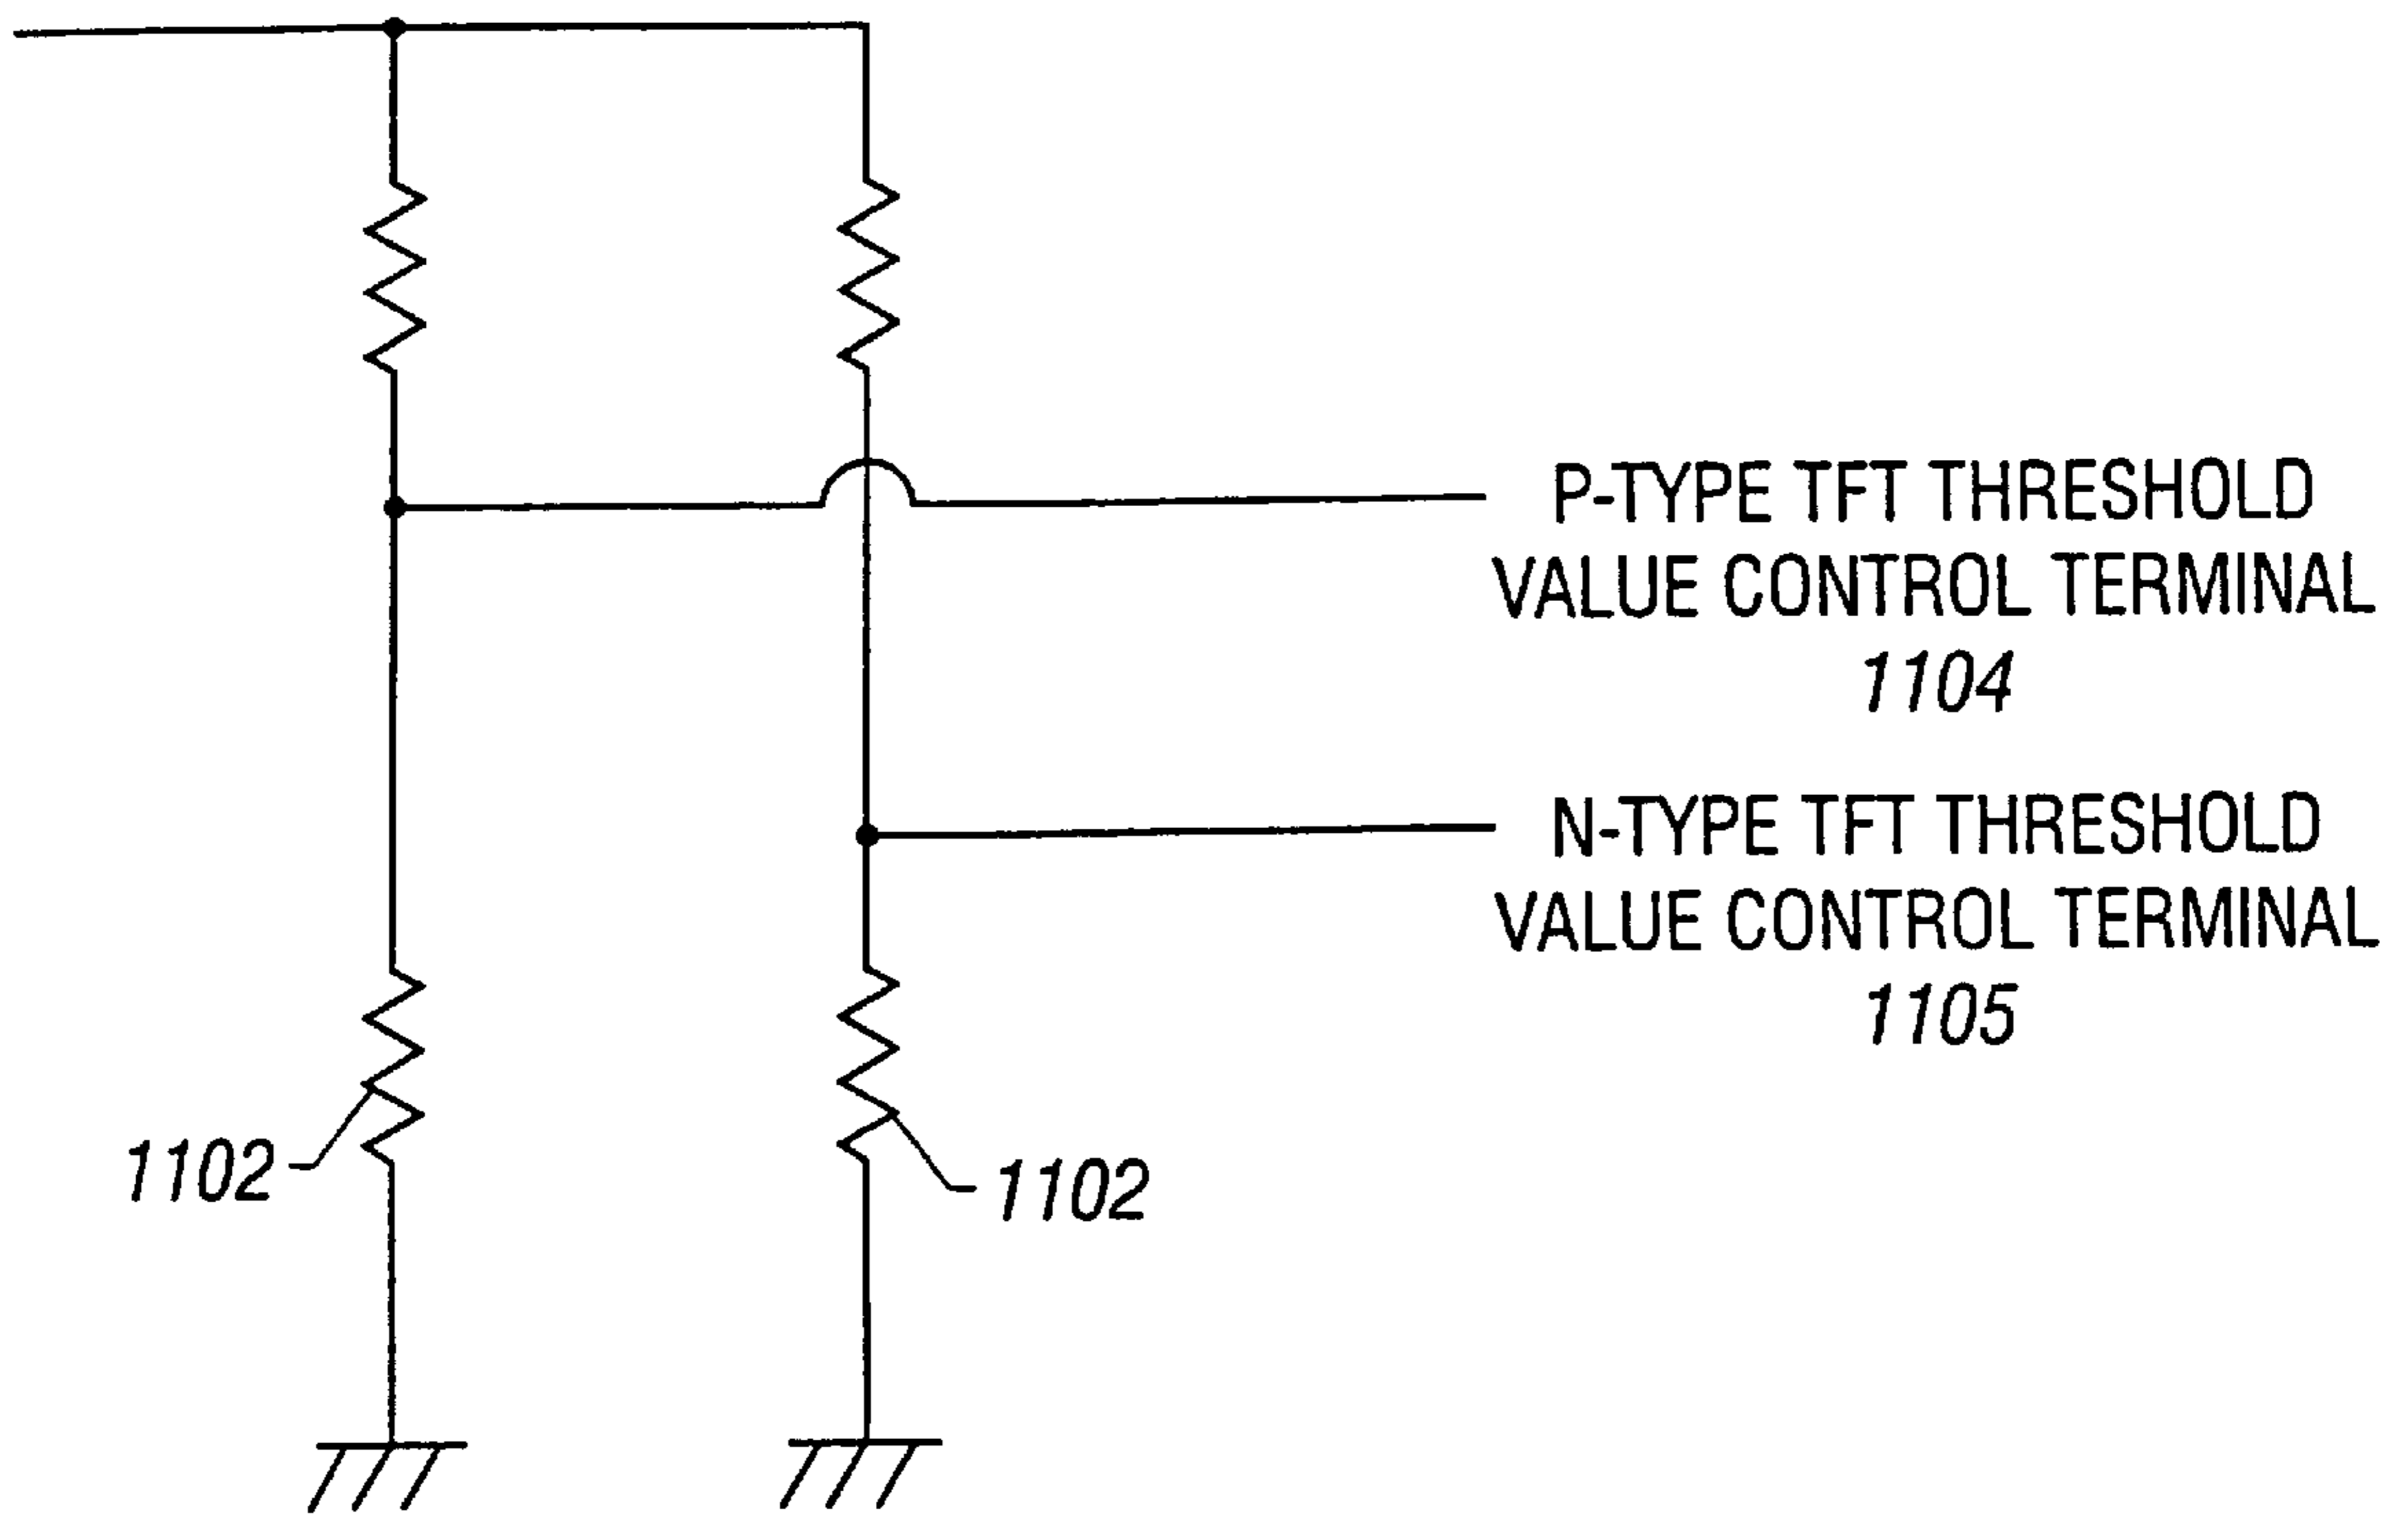 P-TYPE TFT THRESHOLD
VALUE CONTROL TERMINAL
1104
N-TYPE TFT THRESHOLD
VALUE CONTROL TERMINAL
1105
1102
1102